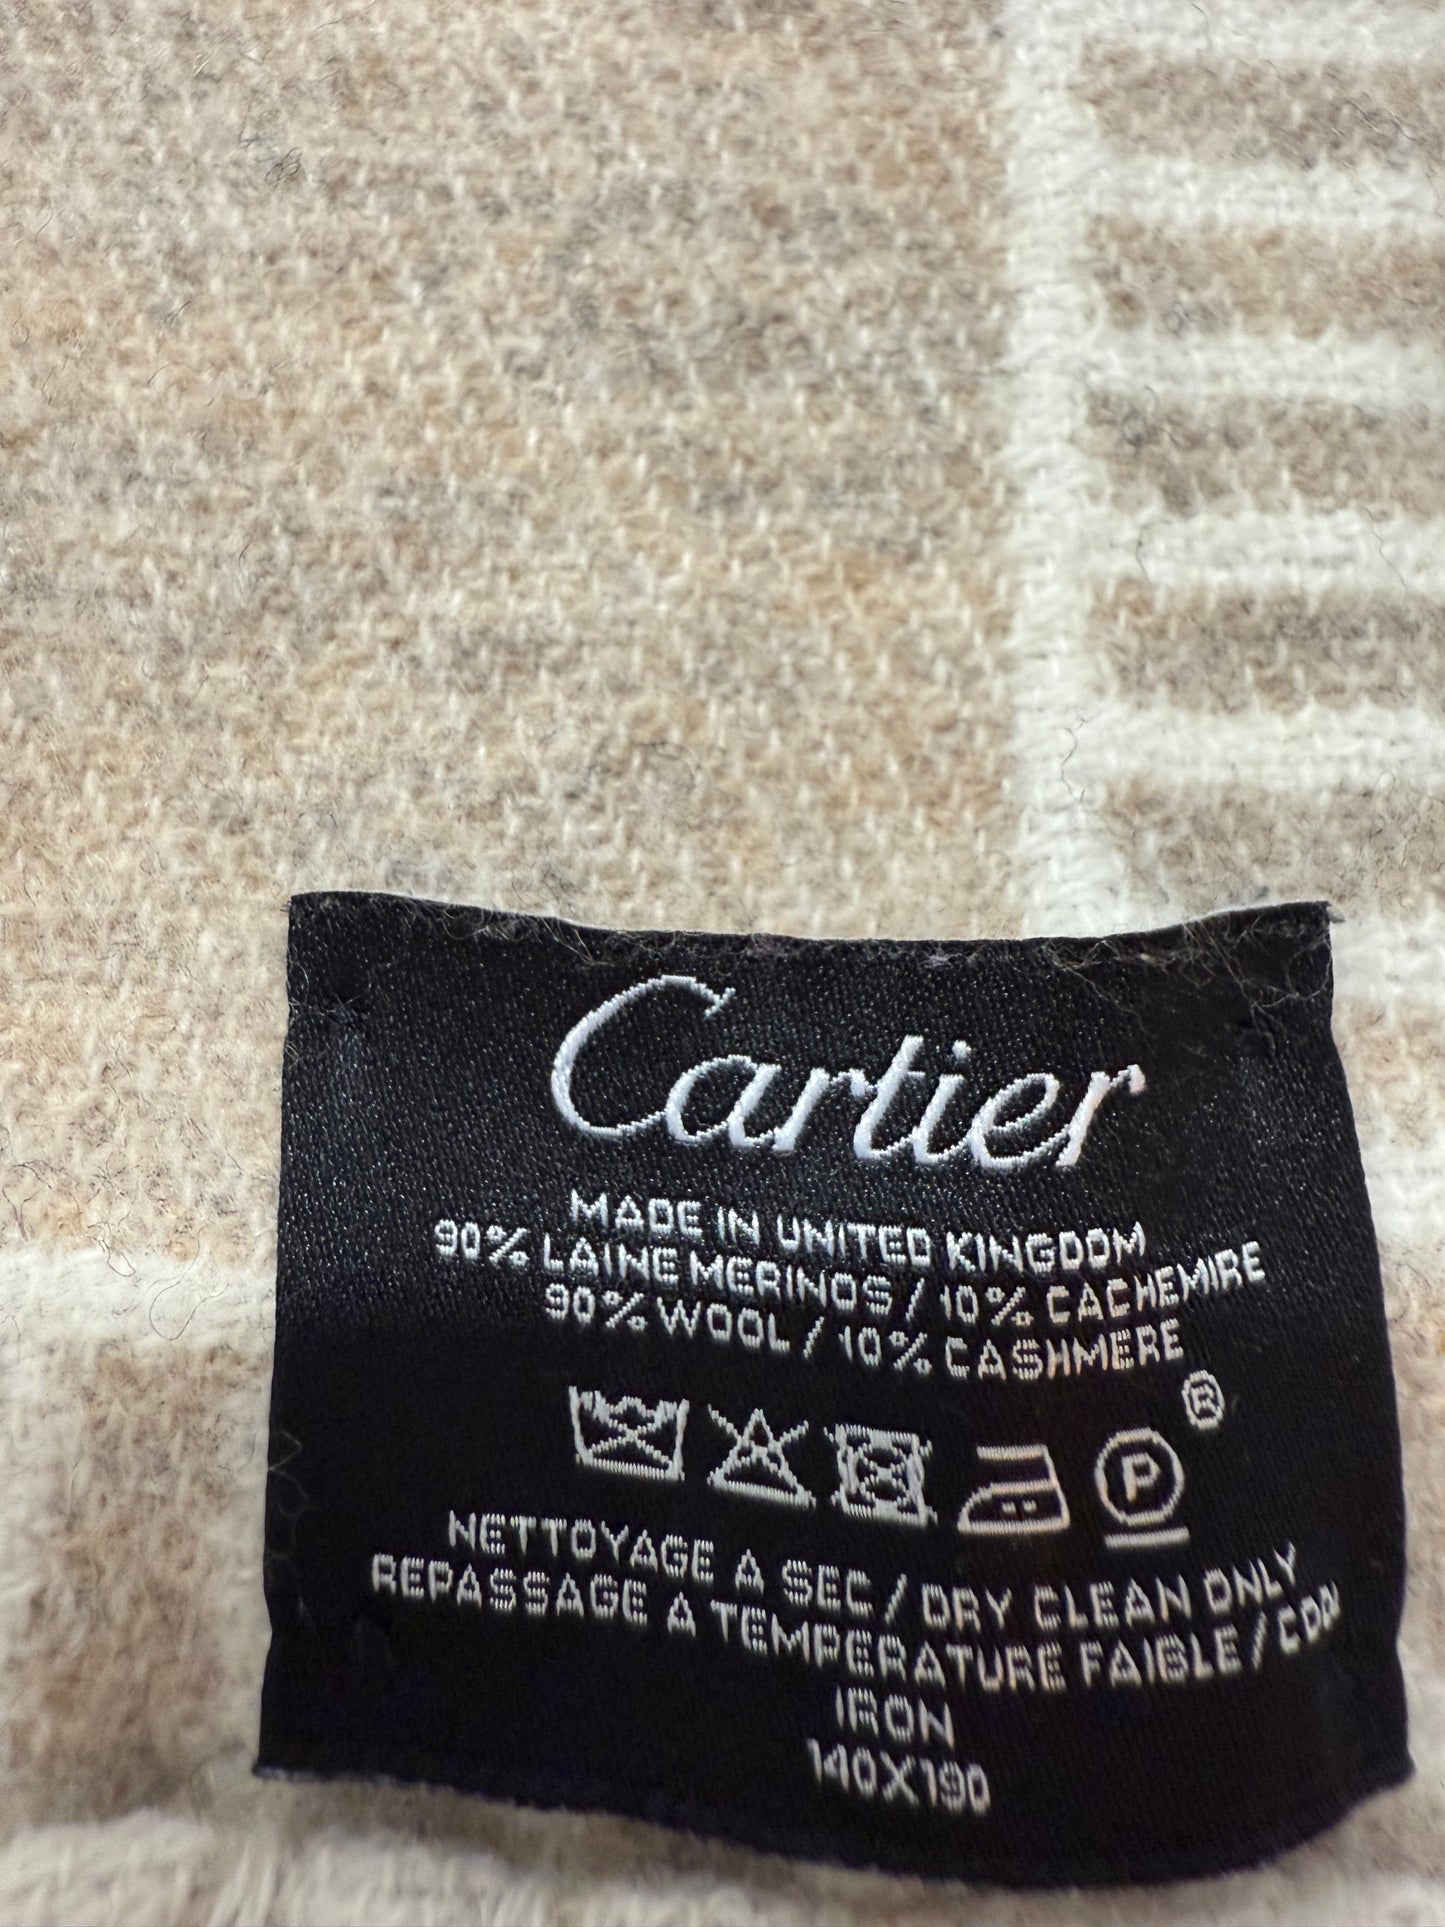 Cartier
MADE IN UNITED KINGDOM
90% LAINE MERINOS / 10% CACHEMIRE
90% WOOL / 10% CASHMERE
®
P
NETTOYAGE A SEC / DRY CLEAN ONLY
REPASSAGE A TEMPERATURE FAIBLE / COOL
IRON
140X190